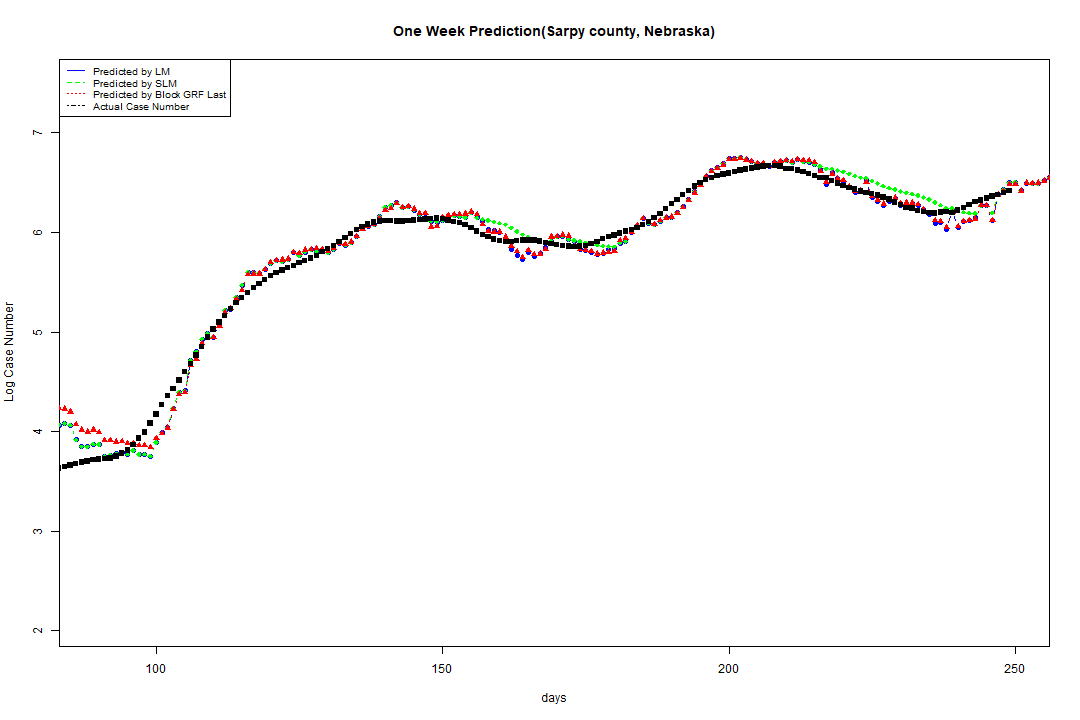 One Week Prediction(Sarpy county, Nebraska)
Predicted by LM
Predicted by SLM
Predicted by Block GRF Last
Actual Case Number
7
6
5
4
3
2
Log Case Number
100 150 200 250
days